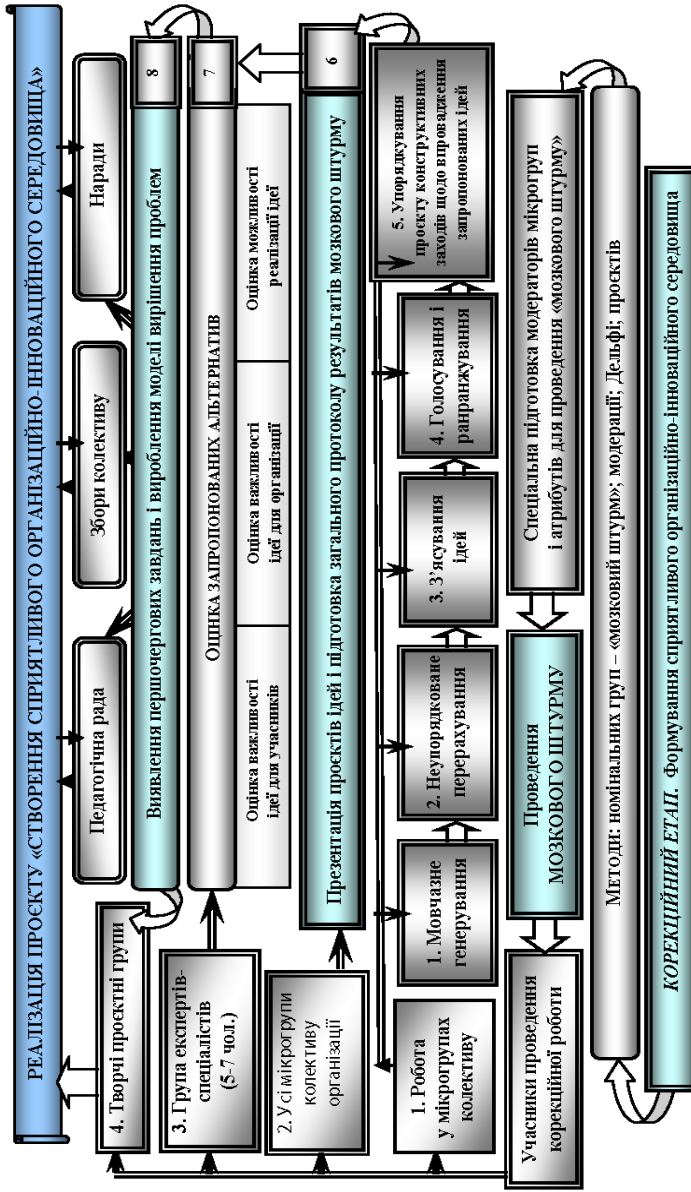 РЕАЛІЗАЦІЯ ПРОЄКТУ «СТВОРЕННЯ СПРИЯТЛИВОГО ОРГАНІЗАЦІЙНО-ІННОВАЦІЙНОГО СЕРЕДОВИЩА»
Педагогічна рада
Збори колективу
Наради
4. Творчі проєктні групи
Виявлення першочергових завдань і вироблення моделі вирішення проблем
8
3. Група експертів-
спеціалістів
(5-7 чол.)
ОЦІНКА ЗАПРОПОНОВАНИХ АЛЬТЕРНАТИВ
7
Оцінка важливості
ідеї для учасників
Оцінка важливості
ідеї для організації
Оцінка можливості
реалізації ідеї
2. Усі мікрогрупи
колективу
організації
Презентація проєктів ідей і підготовка загального протоколу результатів мозкового штурму
6
1. Робота
у мікрогрупах
колективу
1. Мовчазне
генерування
2. Неупорядковане
перерахування
3. З’ясування
ідей
4. Голосування і
ранранжування
5. Упорядкування
проєкту конструктивних
заходів щодо впровадження
запропонованих ідей
Учасники проведення
корекційної роботи
Проведення
МОЗКОВОГО ШТУРМУ
Спеціальна підготовка модераторів мікрогруп
і атрибутів для проведення «мозкового штурму»
Методи: номінальних груп – «мозковий штурм»; модерації; Дельфі; проєктів
КОРЕКЦІЙНИЙ ЕТАП. Формування сприятливого організаційно-інноваційного середовища